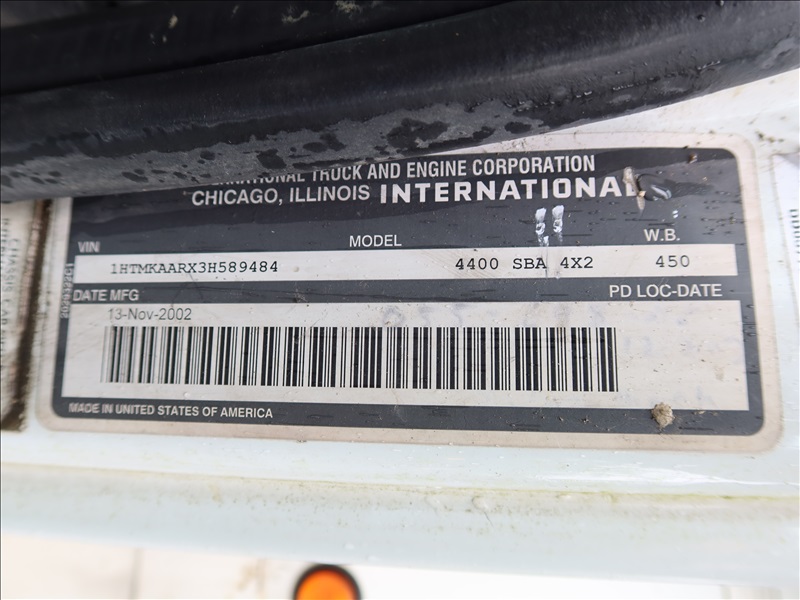 TRUCK AND ENGINE CORPORATION
CHICAGO, ILLINOIS INTERNATIONAL
VIN MODEL W.B.
1HTMKAARX3H589484 4400 SBA 4X2 450
DATE MFG PD LOC-DATE
13-Nov-2002
MADE IN UNITED STATES OF AMERICA